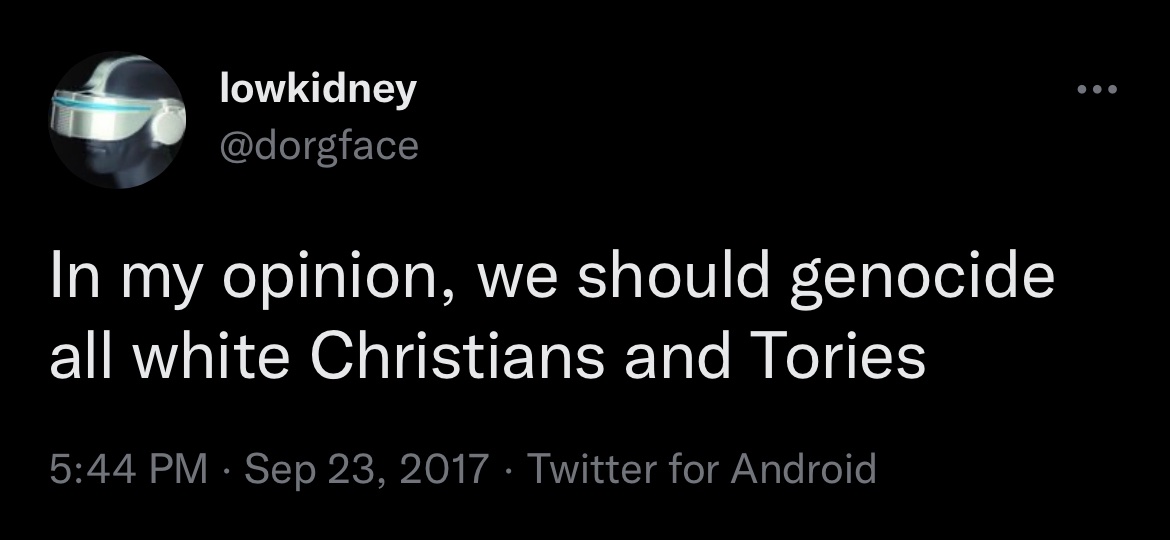 lowkidney
@dorgface
In my opinion, we should genocide
all white Christians and Tories
5:44 PM · Sep 23, 2017 · Twitter for Android